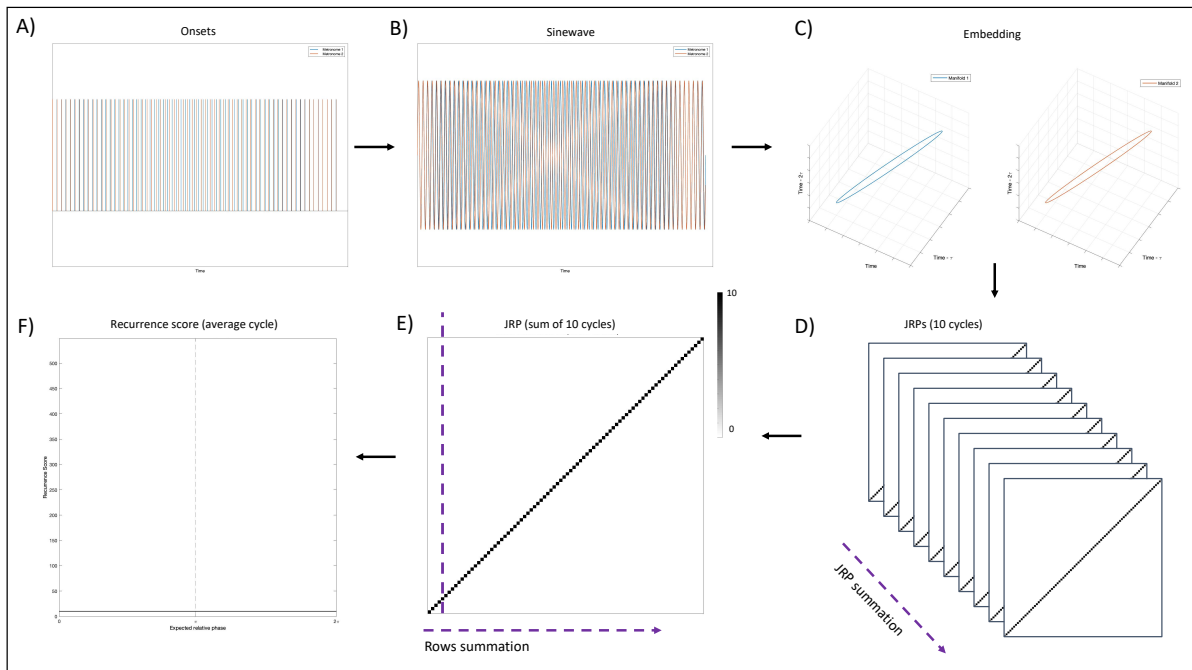 A)
Onsets
Metronome 1
Metronome 2
Time
B)
Sinewave
Metronome 1
Metronome 2
Time
C)
Embedding
Manifold 1
Time - 2τ
Time
Time - τ
Manifold 2
Time - 2τ
Time
Time - τ
F)
Recurrence score (average cycle)
Recurrence Score
500
450
400
350
300
250
200
150
100
50
0
0
π
2π
Expected relative phase
E)
JRP (sum of 10 cycles)
10
0
Rows summation
D)
JRPs (10 cycles)
JRP summation